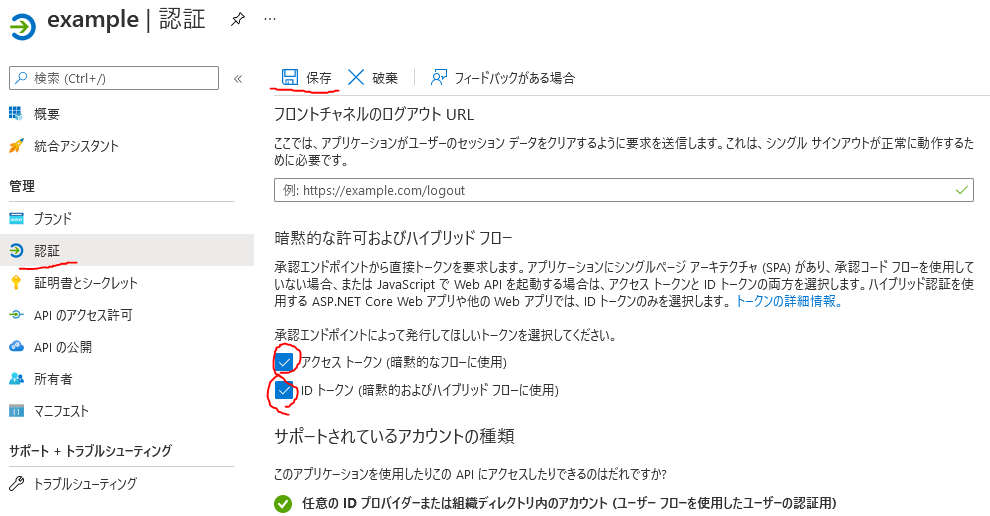 example | 認証
検索 (Ctrl+/)
«
概要
統合アシスタント
管理
ブランド
認証
証明書とシークレット
API のアクセス許可
API の公開
所有者
マニフェスト
サポート + トラブルシューティング
トラブルシューティング
保存 破棄 フィードバックがある場合
フロントチャネルのログアウト URL
ここでは、アプリケーションがユーザーのセッション データをクリアするように要求を送信します。これは、シングル サインアウトが正常に動作するた
めに必要です。
例: https://example.com/logout
暗黙的な許可およびハイブリッド フロー
承認エンドポイントから直接トークンを要求します。アプリケーションにシングルページ アーキテクチャ (SPA) があり、承認コード フローを使用して
いない場合、または JavaScript で Web API を起動する場合は、アクセス トークンと ID トークンの両方を選択します。ハイブリッド認証を使
用する ASP.NET Core Web アプリや他の Web アプリでは、ID トークンのみを選択します。 トークンの詳細情報。
承認エンドポイントによって発行してほしいトークンを選択してください。
アクセス トークン (暗黙的なフローに使用)
ID トークン (暗黙的およびハイブリッド フローに使用)
サポートされているアカウントの種類
このアプリケーションを使用したりこの API にアクセスしたりできるのはだれですか?
任意の ID プロバイダーまたは組織ディレクトリ内のアカウント (ユーザー フローを使用したユーザーの認証用)